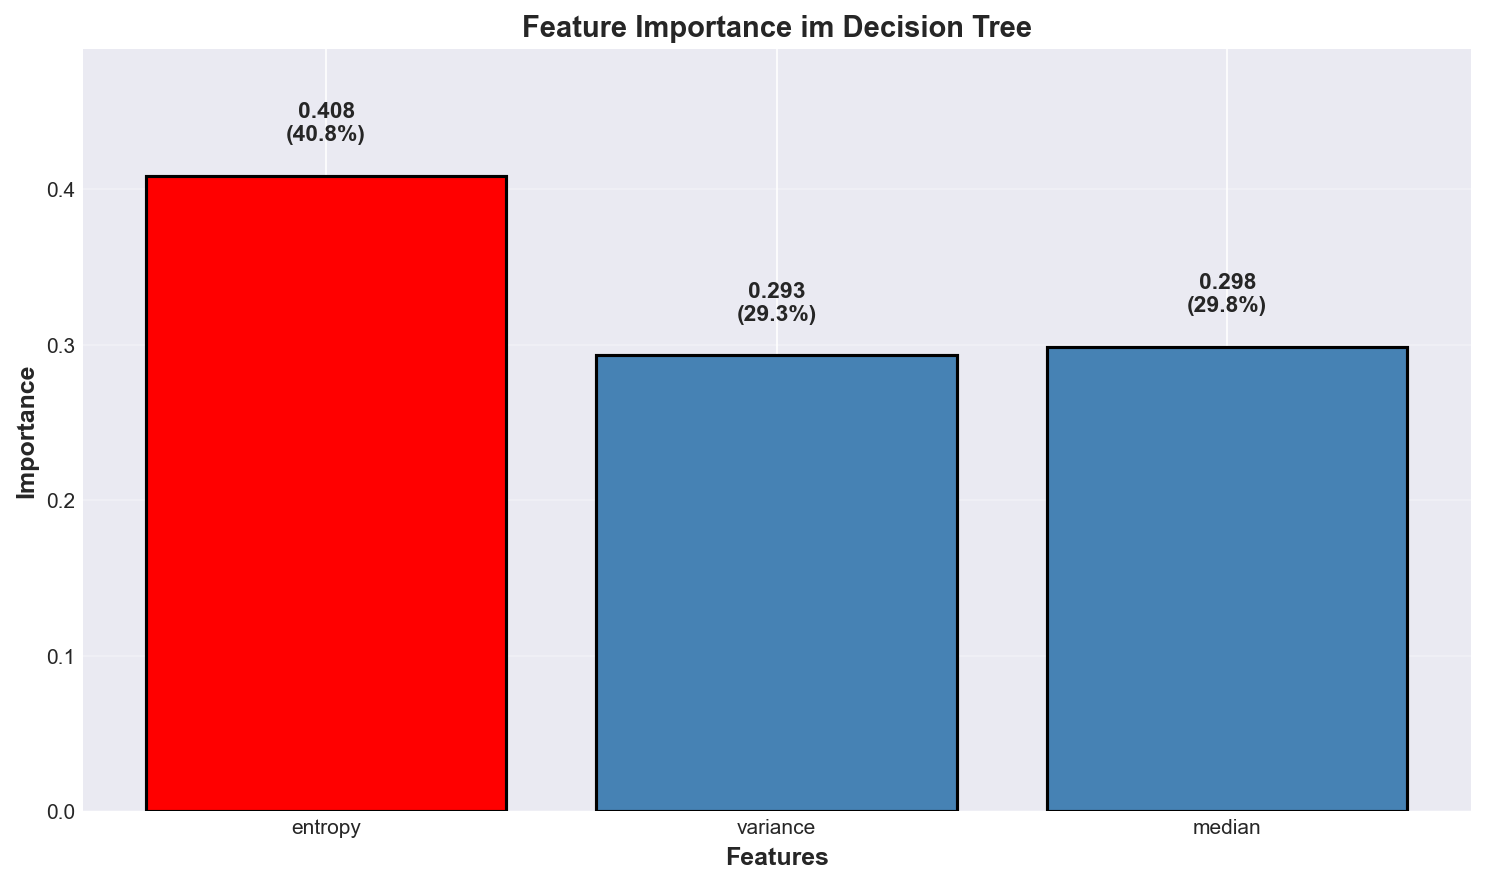 Feature Importance im Decision Tree
0.408
(40.8%)
0.293
(29.3%)
0.298
(29.8%)
0.4
0.3
0.2
0.1
0.0
Importance
entropy
variance
median
Features